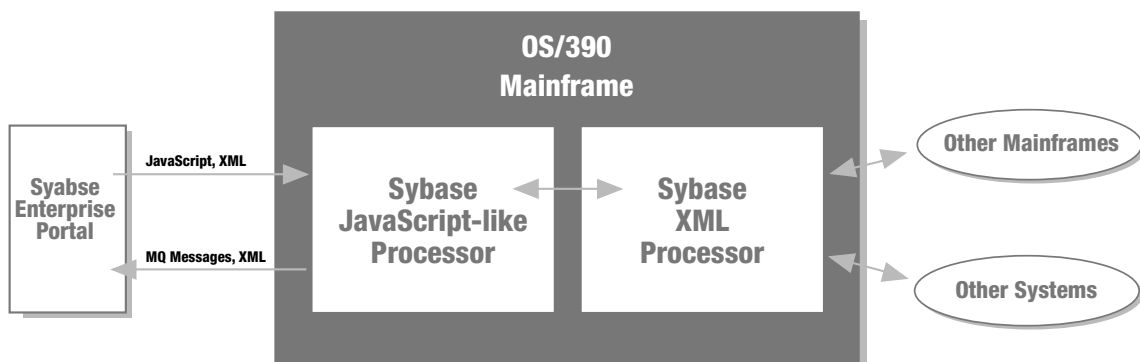 OS/390
Mainframe
Syabse
Enterprise
Portal
JavaScript, XML
MQ Messages, XML
Sybase
JavaScript-like
Processor
Sybase
XML
Processor
Other Mainframes
Other Systems